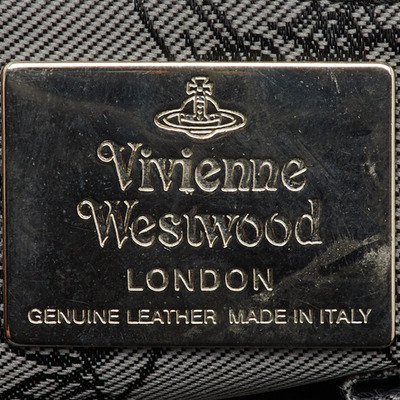 Vivienne
Westwood
LONDON
GENUINE LEATHER MADE IN ITALY